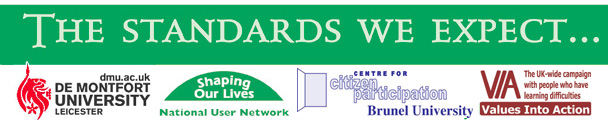 THE STANDARDS WE EXPECT...
dmu.ac.uk
DE MONTFORT
UNIVERSITY
LEICESTER
Shaping
Our Lives
National User Network
CENTRE FOR
citizen
participation
Brunel University
VIA
The UK-wide campaign
with people who have
learning difficulties
Values Into Action